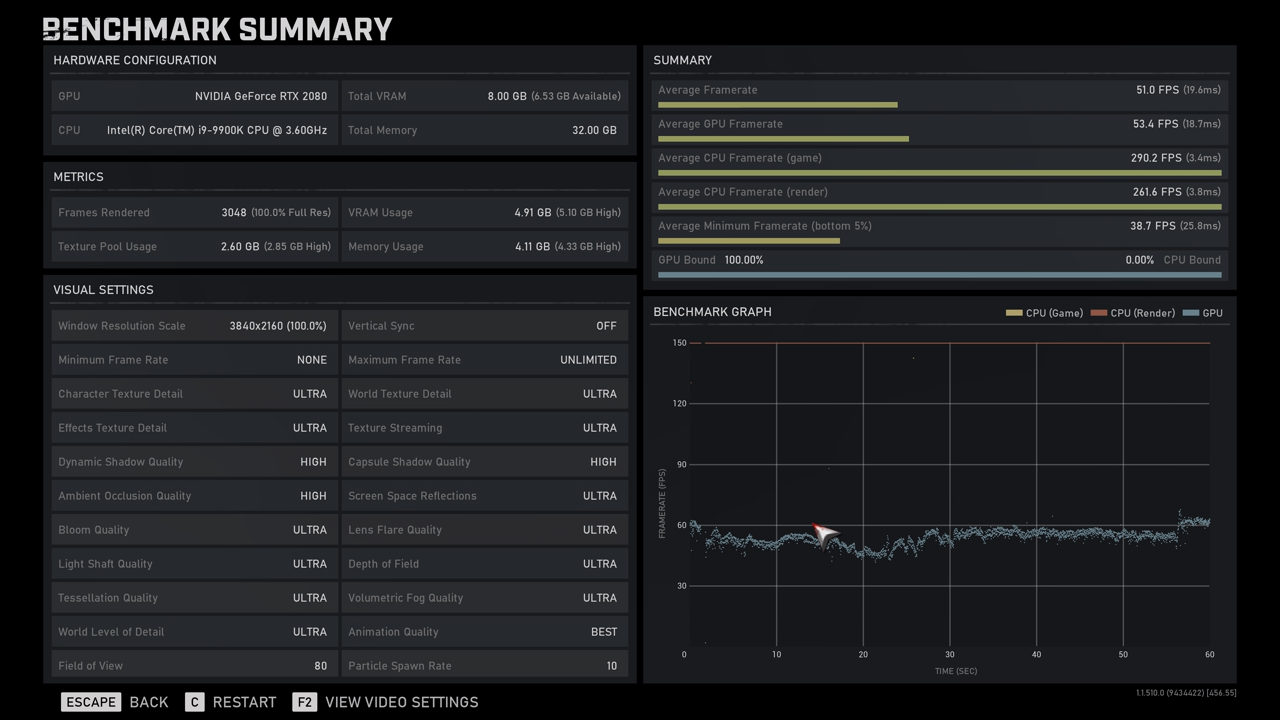 BENCHMARK SUMMARY
HARDWARE CONFIGURATION
GPU NVIDIA GeForce RTX 2080 Total VRAM 8.00 GB (6.53 GB Available)
CPU Intel(R) Core(TM) i9-9900K CPU @ 3.60GHz Total Memory 32.00 GB
METRICS
Frames Rendered 3048 (100.0% Full Res) VRAM Usage 4.91 GB (5.10 GB High)
Texture Pool Usage 2.60 GB (2.85 GB High) Memory Usage 4.11 GB (4.33 GB High)
VISUAL SETTINGS
Window Resolution Scale 3840x2160 (100.0%) Vertical Sync OFF
Minimum Frame Rate NONE Maximum Frame Rate UNLIMITED
Character Texture Detail ULTRA World Texture Detail ULTRA
Effects Texture Detail ULTRA Texture Streaming ULTRA
Dynamic Shadow Quality HIGH Capsule Shadow Quality HIGH
Ambient Occlusion Quality HIGH Screen Space Reflections ULTRA
Bloom Quality ULTRA Lens Flare Quality ULTRA
Light Shaft Quality ULTRA Depth of Field ULTRA
Tessellation Quality ULTRA Volumetric Fog Quality ULTRA
World Level of Detail ULTRA Animation Quality BEST
Field of View 80 Particle Spawn Rate 10
SUMMARY
Average Framerate 51.0 FPS (19.6ms)
Average GPU Framerate 53.4 FPS (18.7ms)
Average CPU Framerate (game) 290.2 FPS (3.4ms)
Average CPU Framerate (render) 261.6 FPS (3.8ms)
Average Minimum Framerate (bottom 5%) 38.7 FPS (25.8ms)
GPU Bound 100.00% 0.00% CPU Bound
BENCHMARK GRAPH CPU (Game) CPU (Render) GPU
150
120
90
60
30
FRAMERATE (FPS)
0 10 20 30 40 50 60
TIME (SEC)
ESCAPE BACK C RESTART F2 VIEW VIDEO SETTINGS
1.1.510.0 (9434422) [456.55]